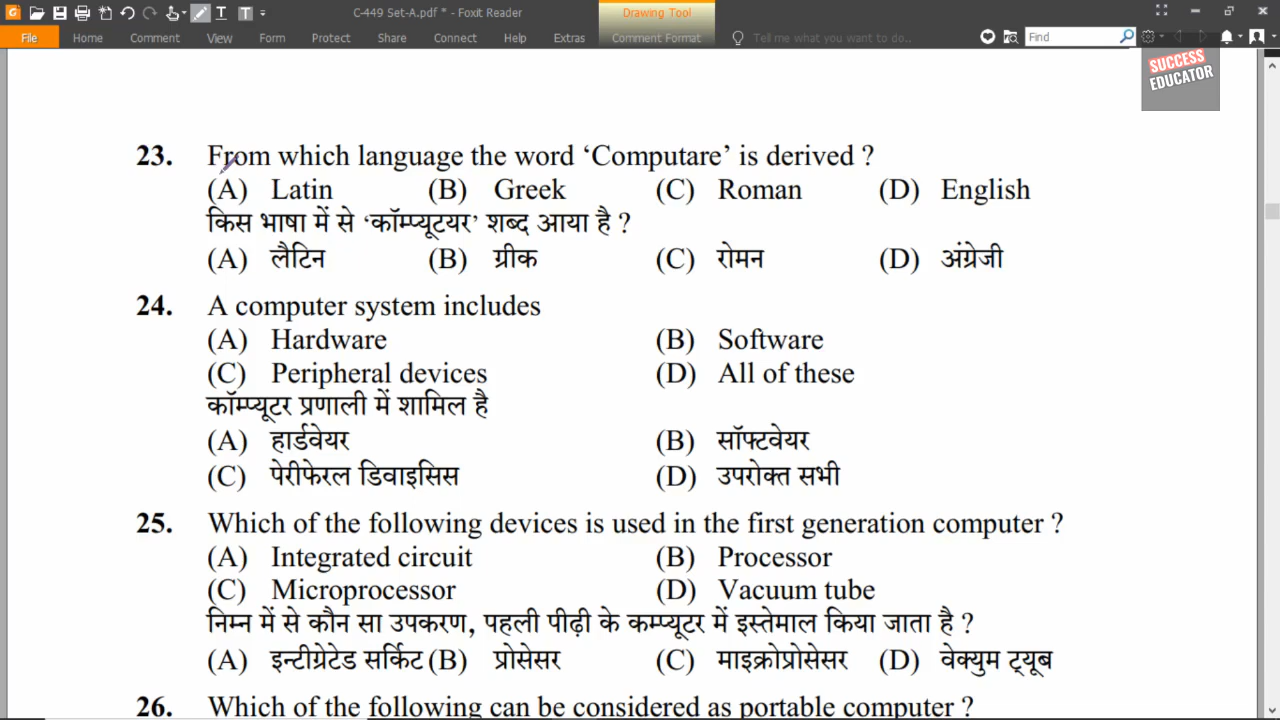 C-449 Set-A.pdf * - Foxit Reader
Drawing Tool
File Home Comment View Form Protect Share Connect Help Extras Comment Format Tell me what you want to do.. Find
SUCCESS
EDUCATOR
23. From which language the word ‘Computare’ is derived ?
(A) Latin (B) Greek (C) Roman (D) English
किस भाषा में से ‘कॉम्प्यूटयर’ शब्द आया है ?
(A) लैटिन (B) ग्रीक (C) रोमन (D) अंग्रेजी
24. A computer system includes
(A) Hardware (B) Software
(C) Peripheral devices (D) All of these
कॉम्प्यूटर प्रणाली में शामिल है
(A) हार्डवेयर (B) सॉफ्टवेयर
(C) पेरीफेरल डिवाइसिस (D) उपरोक्त सभी
25. Which of the following devices is used in the first generation computer ?
(A) Integrated circuit (B) Processor
(C) Microprocessor (D) Vacuum tube
निम्न में से कौन सा उपकरण, पहली पीढ़ी के कम्प्यूटर में इस्तेमाल किया जाता है ?
(A) इन्टीग्रेटेड सर्किट (B) प्रोसेसर (C) माइक्रोप्रोसेसर (D) वेक्युम ट्यूब
26. Which of the following can be considered as portable computer ?